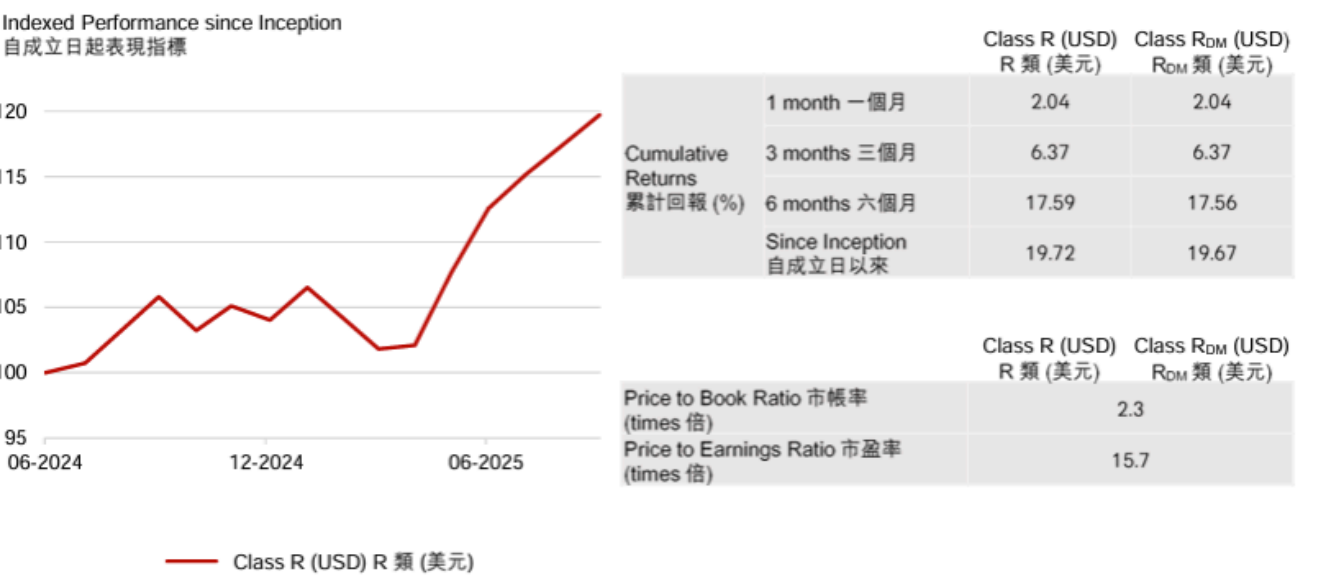 Indexed Performance since Inception
自成立日起表現指標
20
15
10
05
00
95
06-2024
12-2024
06-2025
Class R (USD) R 類 (美元)
Class R (USD) Class RDM (USD)
R 類 (美元) RDM 類 (美元)
Cumulative
Returns
累計回報 (%)
1 month 一個月 2.04 2.04
3 months 三個月 6.37 6.37
6 months 六個月 17.59 17.56
Since Inception
自成立日以來 19.72 19.67
Class R (USD) Class RDM (USD)
R 類 (美元) RDM 類 (美元)
Price to Book Ratio 市帳率
(times 倍) 2.3
Price to Earnings Ratio 市盈率
(times 倍) 15.7